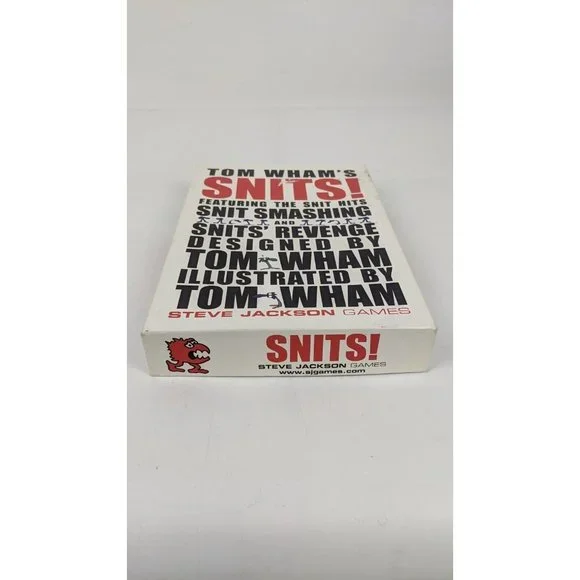 TOM WHAM'S
SNITS!
FEATURING THE SNIT HITS
SNIT SMASHING
AND
SNITS' REVENGE
DESIGNED BY
TOM WHAM
ILLUSTRATED BY
TOM WHAM
STEVE JACKSON GAMES
SNITS!
STEVE JACKSON GAMES
www.sjgames.com